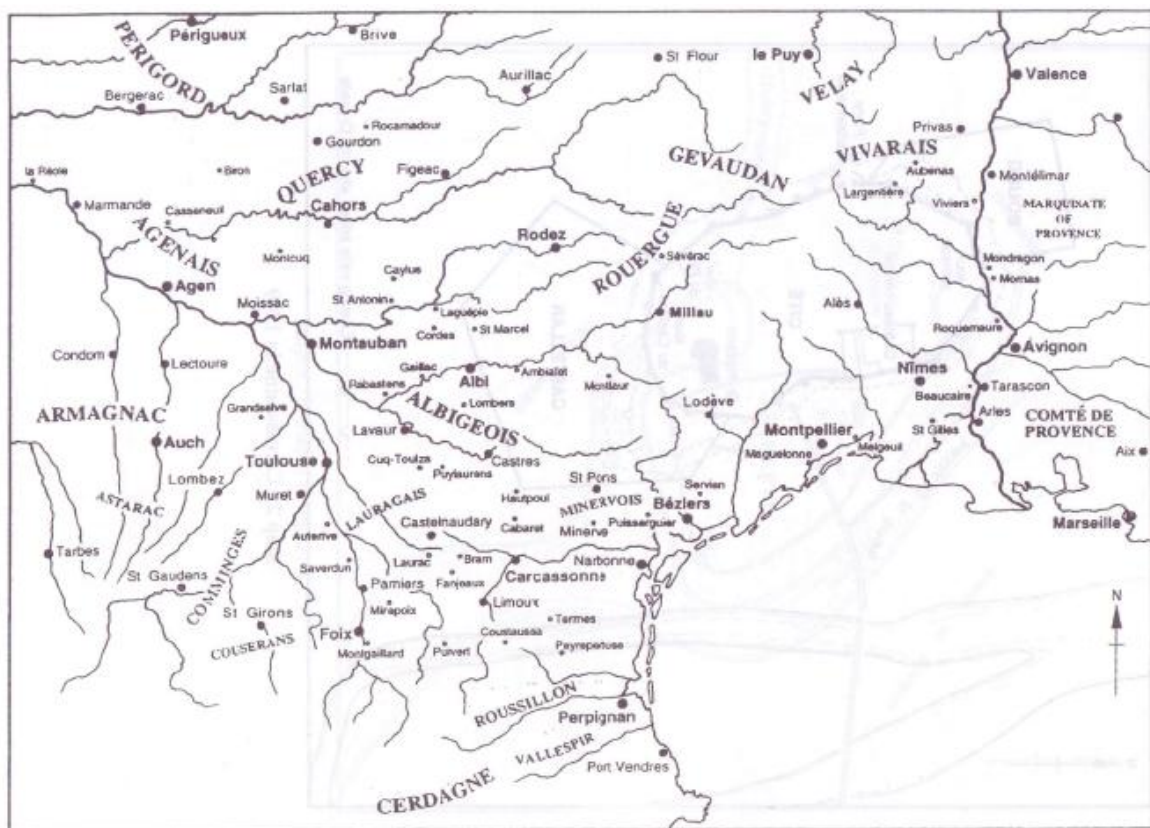 PERIGORD
Périgueux
Brive
St Flour
le Puy
VELAY
Valence
Aurillac
Sarlat
Bergerac
Rocamadour
Gourdon
Privas
VIVARAIS
GEVAUDAN
la Réole
Biron
QUERCY
Figeac
Aubenas
Largentière
Montélimar
Marmande
Casseneuil
Cahors
Viviers
MARQUISATE
OF
PROVENCE
AGENAIS
Montcuq
Rodez
ROUERGUE
Sévérac
Caylus
Mondragon
Mornas
Agen
Moissac
St Antonin
Laguépie
Millau
Alès
Roquemaure
Cordes
St Marcel
Condom
Lectoure
Montauban
Avignon
Gaillac
Albi
Ambialet
Montlaur
Nîmes
Tarascon
Rabastens
Beaucaire
Grandselve
Lombers
Lodève
ARMAGNAC
ALBIGEOIS
St Gilles
Arles
COMTÉ DE
PROVENCE
Auch
Lavaur
Montpellier
Melgeuil
Castres
Maguelonne
Aix
Toulouse
Cuq-Toulza
Puylaurens
Lombez
St Pons
Servian
ASTARAC
Muret
LAURAGAIS
Hautpoul
MINERVOIS
Béziers
Castelnaudary
Cabaret
Minerve
Puisserguier
Marseille
Auterive
Tarbes
Saverdun
Laurac
Bram
Fanjeaux
Carcassonne
Narbonne
St Gaudens
COMMINGES
Pamiers
Mirepoix
Limoux
N
St Girons
Termes
Foix
Coustaussa
COUSERANS
Montgaillard
Puivert
Peyrepetuse
ROUSSILLON
Perpignan
VALLESPIR
Port Vendres
CERDAGNE